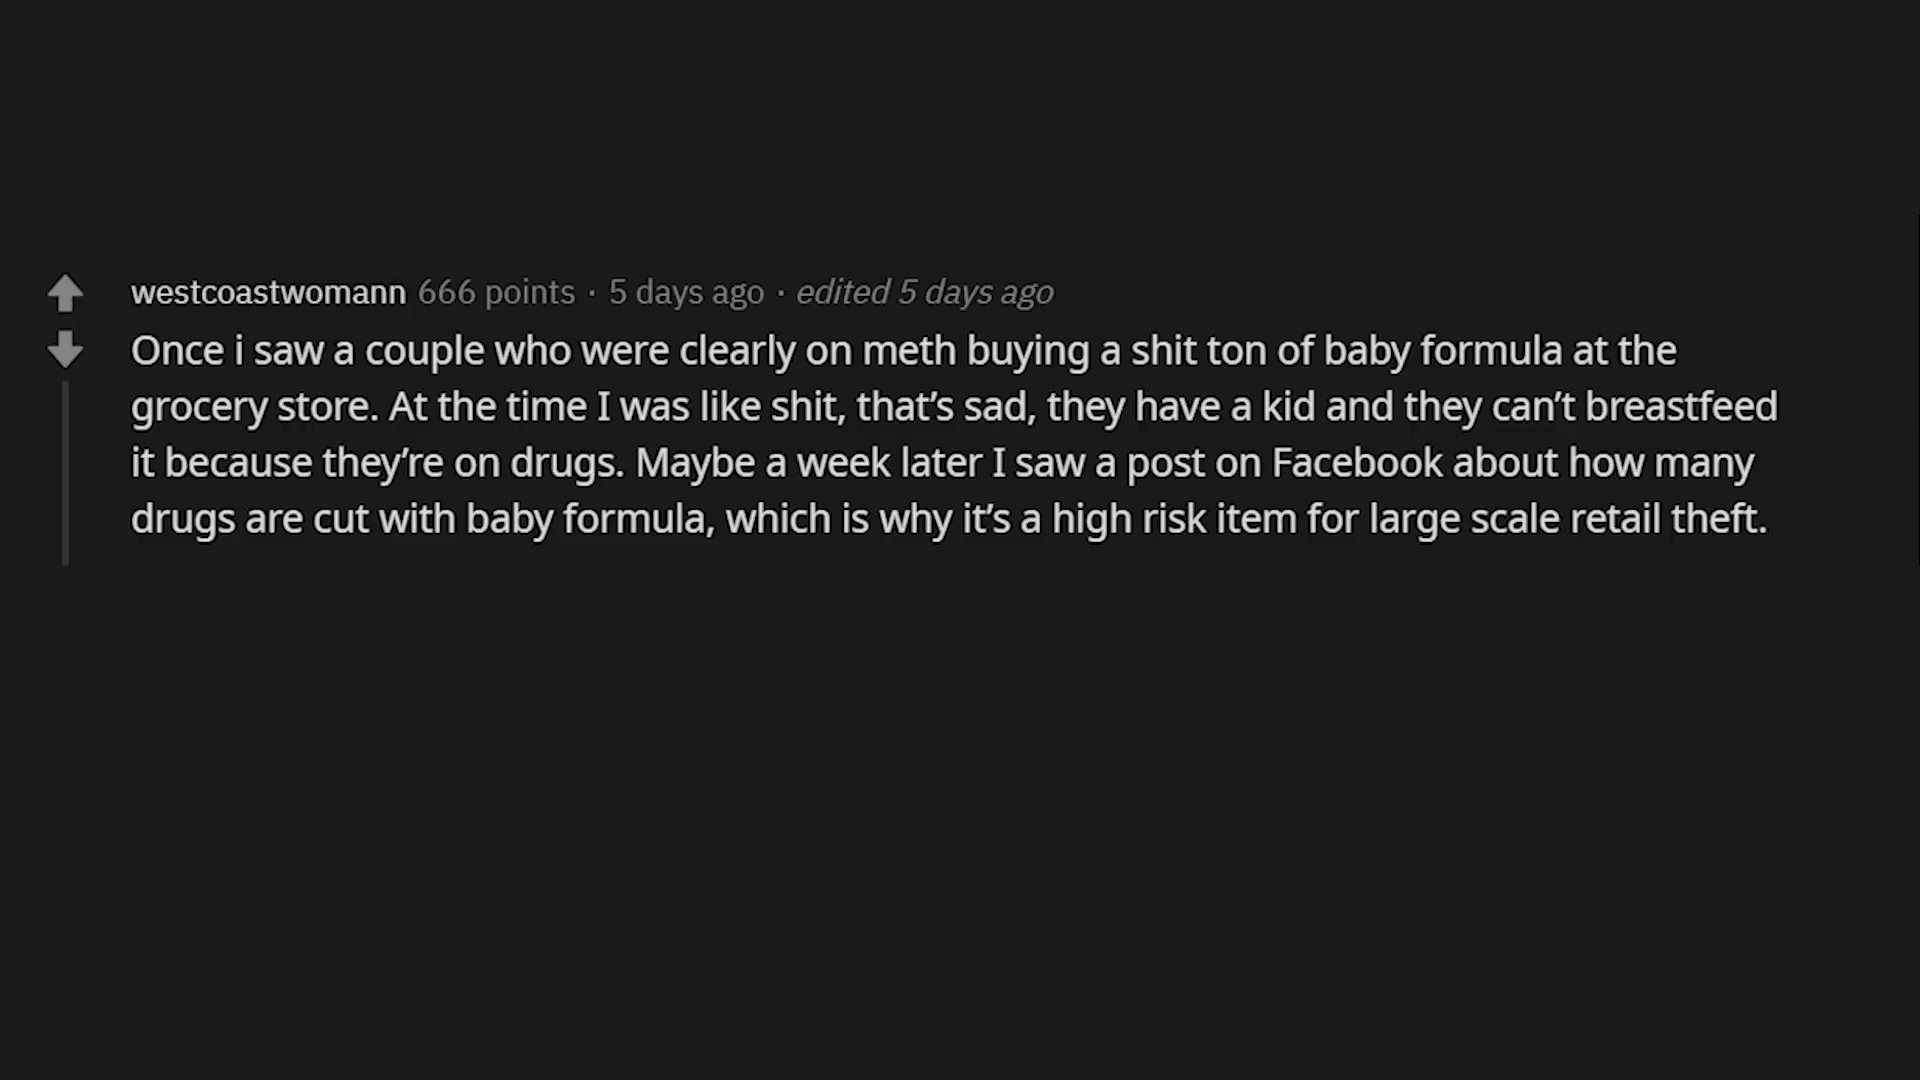 westcoastwomann 666 points · 5 days ago · edited 5 days ago
Once i saw a couple who were clearly on meth buying a shit ton of baby formula at the
grocery store. At the time I was like shit, that’s sad, they have a kid and they can’t breastfeed
it because they’re on drugs. Maybe a week later I saw a post on Facebook about how many
drugs are cut with baby formula, which is why it’s a high risk item for large scale retail theft.